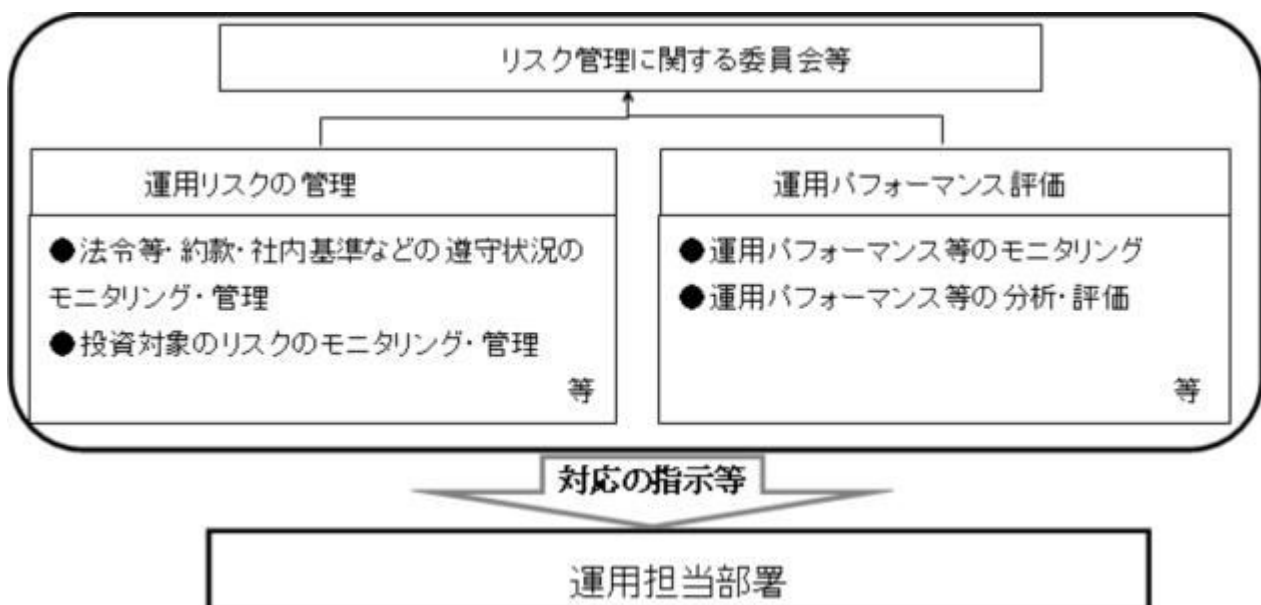 リスク管理に関する委員会等
運用リスクの管理
●法令等・約款・社内基準などの遵守状況の
モニタリング・管理
●投資対象のリスクのモニタリング・管理
等
運用パフォーマンス評価
●運用パフォーマンス等のモニタリング
●運用パフォーマンス等の分析・評価
等
対応の指示等
運用担当部署